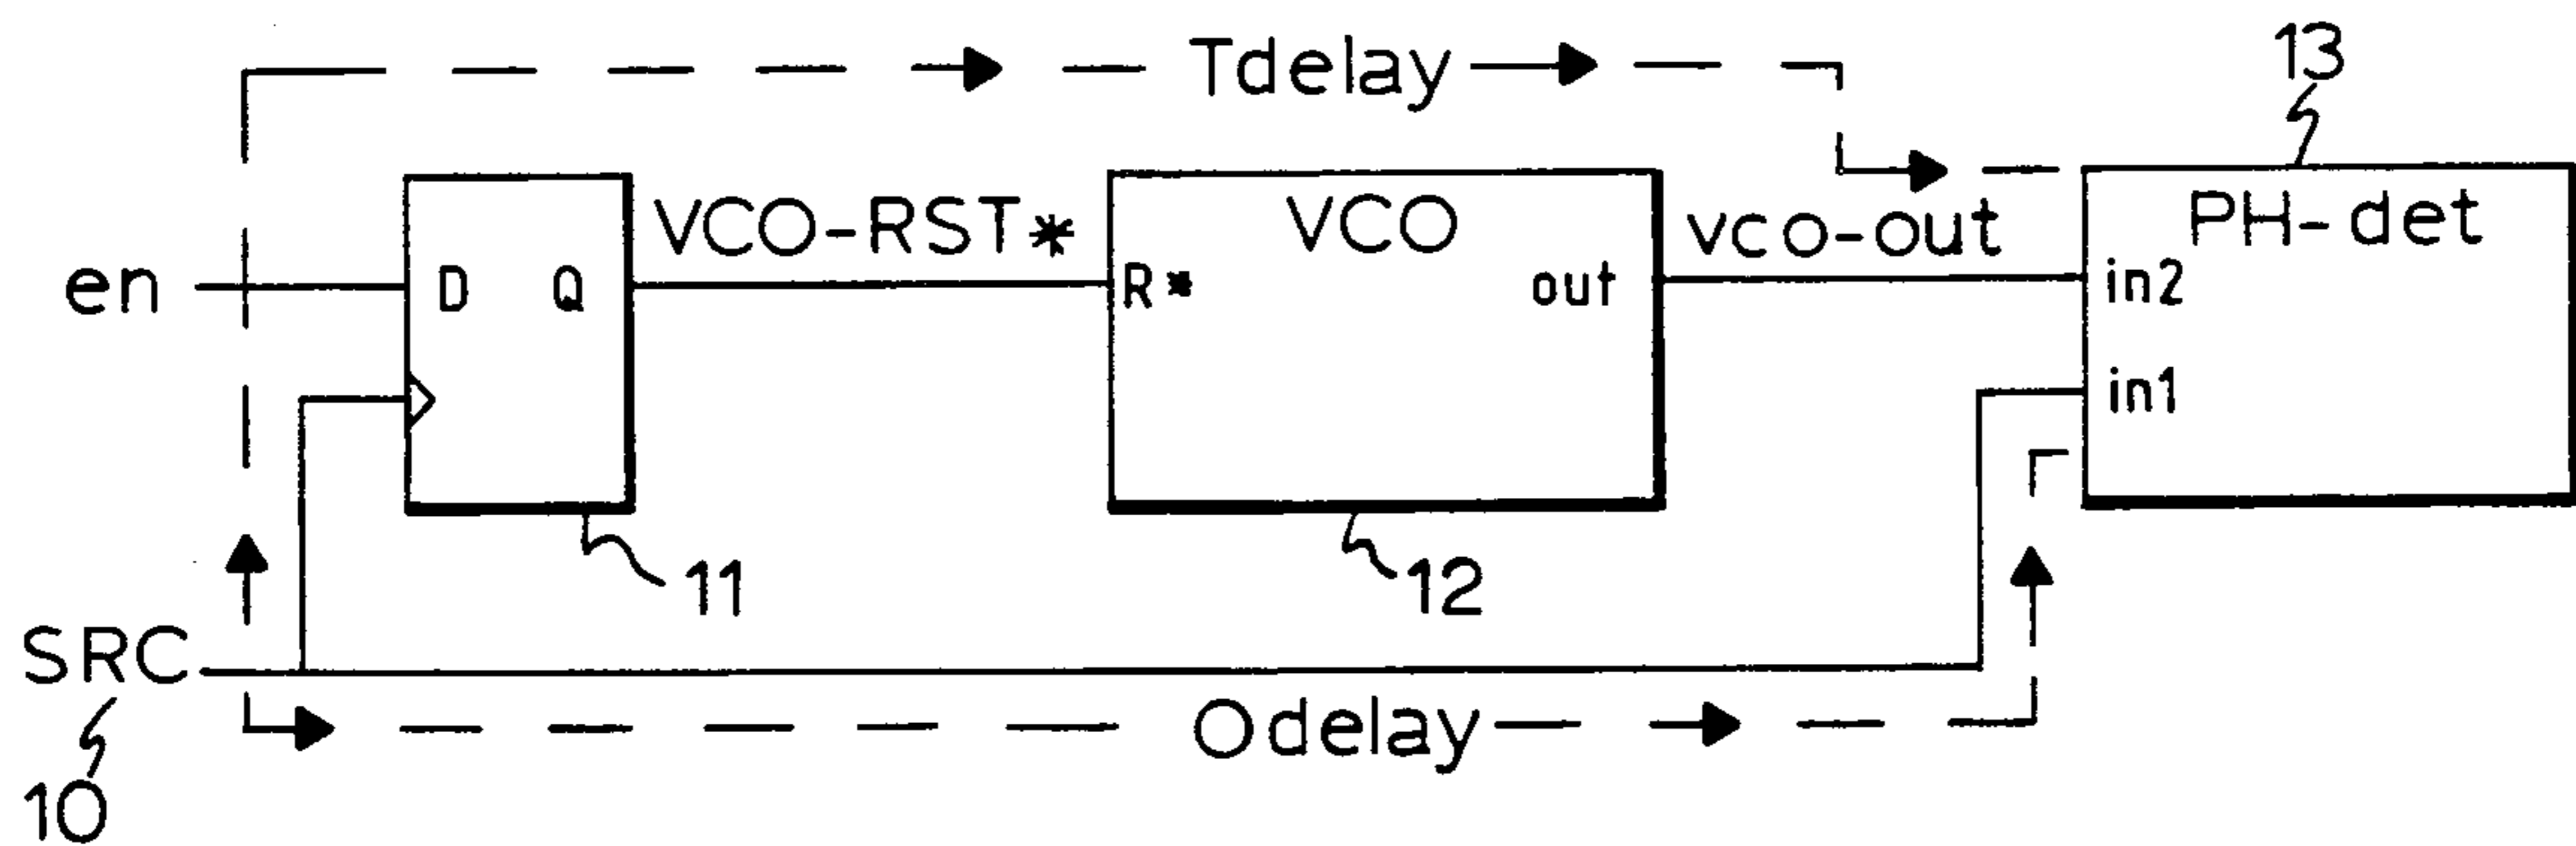 Tdelay
13
VCO-RST*
VCO
vco-out
PH-det
en
D
Q
R*
out
in2
in1
11
12
SRC
Odelay
10